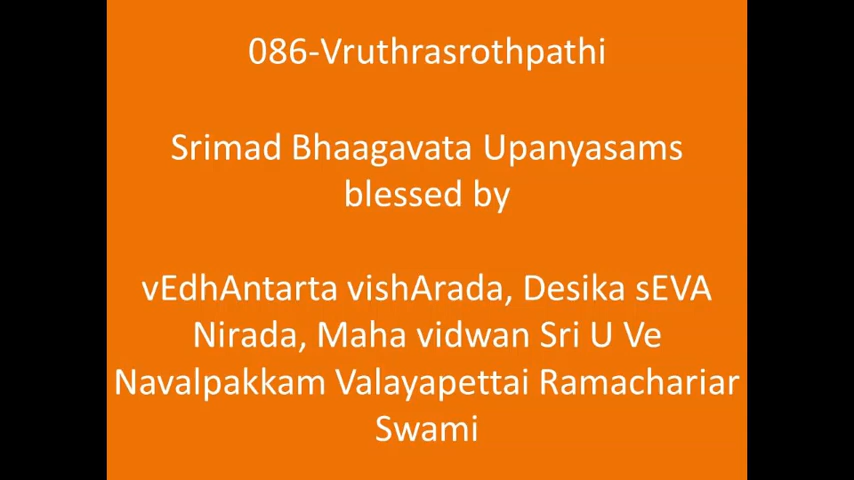 086-Vruthrasrothpathi
Srimad Bhaagavata Upanyasams
blessed by
vEdhAntarta vishArada, Desika sEVA
Nirada, Maha vidwan Sri U Ve
Navalpakkam Valayapettai Ramachariar
Swami